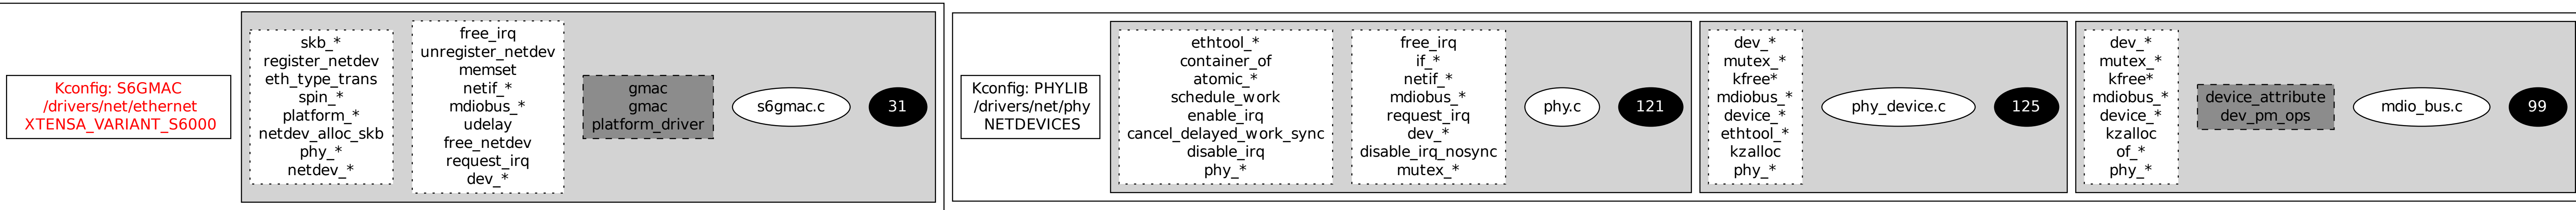 Kconfig: S6GMAC
/drivers/net/ethernet
XTENSA_VARIANT_S6000
skb_*
register_netdev
eth_type_trans
spin_*
platform_*
netdev_alloc_skb
phy_*
netdev_*
free_irq
unregister_netdev
memset
netif_*
mdiobus_*
udelay
free_netdev
request_irq
dev_*
gmac
gmac
platform_driver
s6gmac.c
31
Kconfig: PHYLIB
/drivers/net/phy
NETDEVICES
ethtool_*
container_of
atomic_*
schedule_work
enable_irq
cancel_delayed_work_sync
disable_irq
phy_*
free_irq
if_*
netif_*
mdiobus_*
request_irq
dev_*
disable_irq_nosync
mutex_*
phy.c
121
dev_*
mutex_*
kfree*
mdiobus_*
device_*
ethtool_*
kzalloc
phy_*
phy_device.c
125
dev_*
mutex_*
kfree*
mdiobus_*
device_*
kzalloc
of_*
phy_*
device_attribute
dev_pm_ops
mdio_bus.c
99